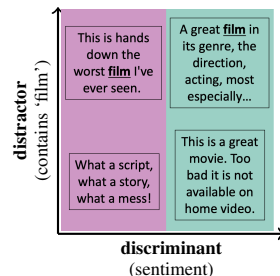 This is hands
down the
worst film I've
ever seen.
A great film in
its genre, the
direction,
acting, most
especially...
What a script,
what a story,
what a mess!
This is a great
movie. Too
bad it is not
available on
home video.
distractor
(contains 'film')
discriminant
(sentiment)